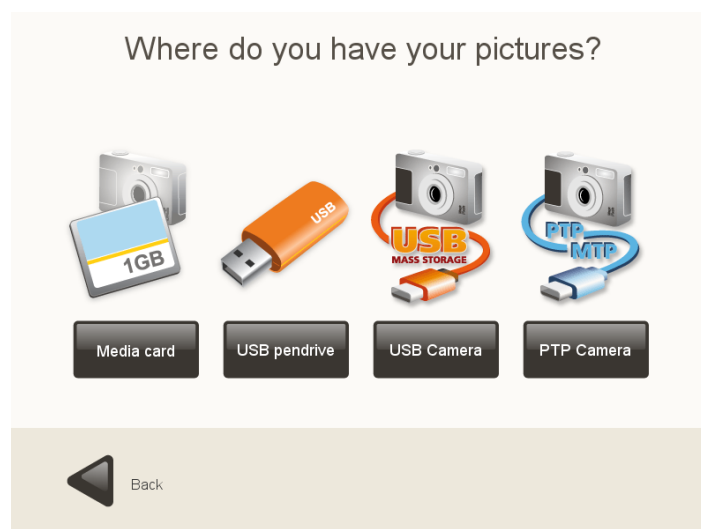 Where do you have your pictures?
1GB
USB
USB
MASS STORAGE
PTP
MTP
Media card
USB pendrive
USB Camera
PTP Camera
Back